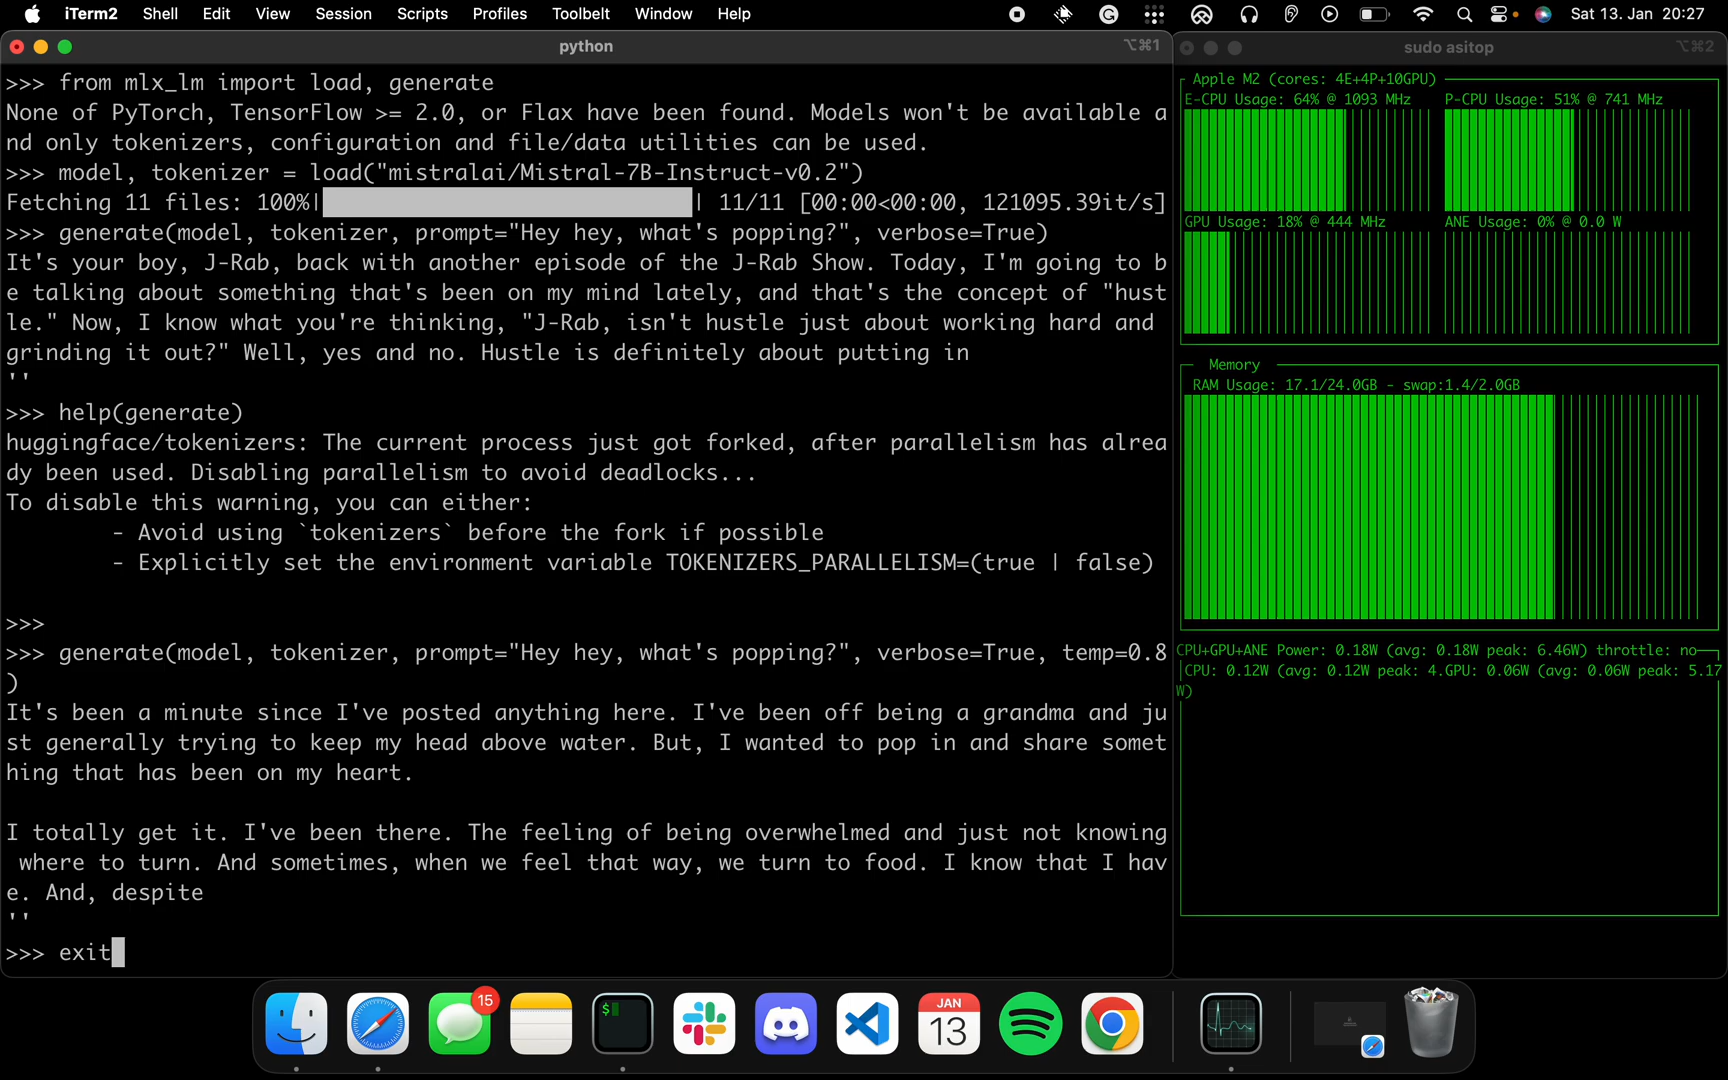 iTerm2 Shell Edit View Session Scripts Profiles Toolbelt Window Help Sat 13. Jan 20:27
python ⌥⌘1
>>> from mlx_lm import load, generate
None of PyTorch, TensorFlow >= 2.0, or Flax have been found. Models won't be available a
nd only tokenizers, configuration and file/data utilities can be used.
>>> model, tokenizer = load("mistralai/Mistral-7B-Instruct-v0.2")
Fetching 11 files: 100%| | 11/11 [00:00<00:00, 121095.39it/s]
>>> generate(model, tokenizer, prompt="Hey hey, what's popping?", verbose=True)
It's your boy, J-Rab, back with another episode of the J-Rab Show. Today, I'm going to b
e talking about something that's been on my mind lately, and that's the concept of "hust
le." Now, I know what you're thinking, "J-Rab, isn't hustle just about working hard and
grinding it out?" Well, yes and no. Hustle is definitely about putting in
''
>>> help(generate)
huggingface/tokenizers: The current process just got forked, after parallelism has alrea
dy been used. Disabling parallelism to avoid deadlocks...
To disable this warning, you can either:
- Avoid using `tokenizers` before the fork if possible
- Explicitly set the environment variable TOKENIZERS_PARALLELISM=(true | false)
>>>
>>> generate(model, tokenizer, prompt="Hey hey, what's popping?", verbose=True, temp=0.8
)
It's been a minute since I've posted anything here. I've been off being a grandma and ju
st generally trying to keep my head above water. But, I wanted to pop in and share somet
hing that has been on my heart.
I totally get it. I've been there. The feeling of being overwhelmed and just not knowing
where to turn. And sometimes, when we feel that way, we turn to food. I know that I hav
e. And, despite
''
>>> exit
sudo asitop ⌥⌘2
Apple M2 (cores: 4E+4P+10GPU)
E-CPU Usage: 64% @ 1093 MHz P-CPU Usage: 51% @ 741 MHz
GPU Usage: 18% @ 444 MHz ANE Usage: 0% @ 0.0 W
Memory
RAM Usage: 17.1/24.0GB - swap:1.4/2.0GB
CPU+GPU+ANE Power: 0.18W (avg: 0.18W peak: 6.46W) throttle: no
CPU: 0.12W (avg: 0.12W peak: 4.GPU: 0.06W (avg: 0.06W peak: 5.17
W)
15
$
JAN
13